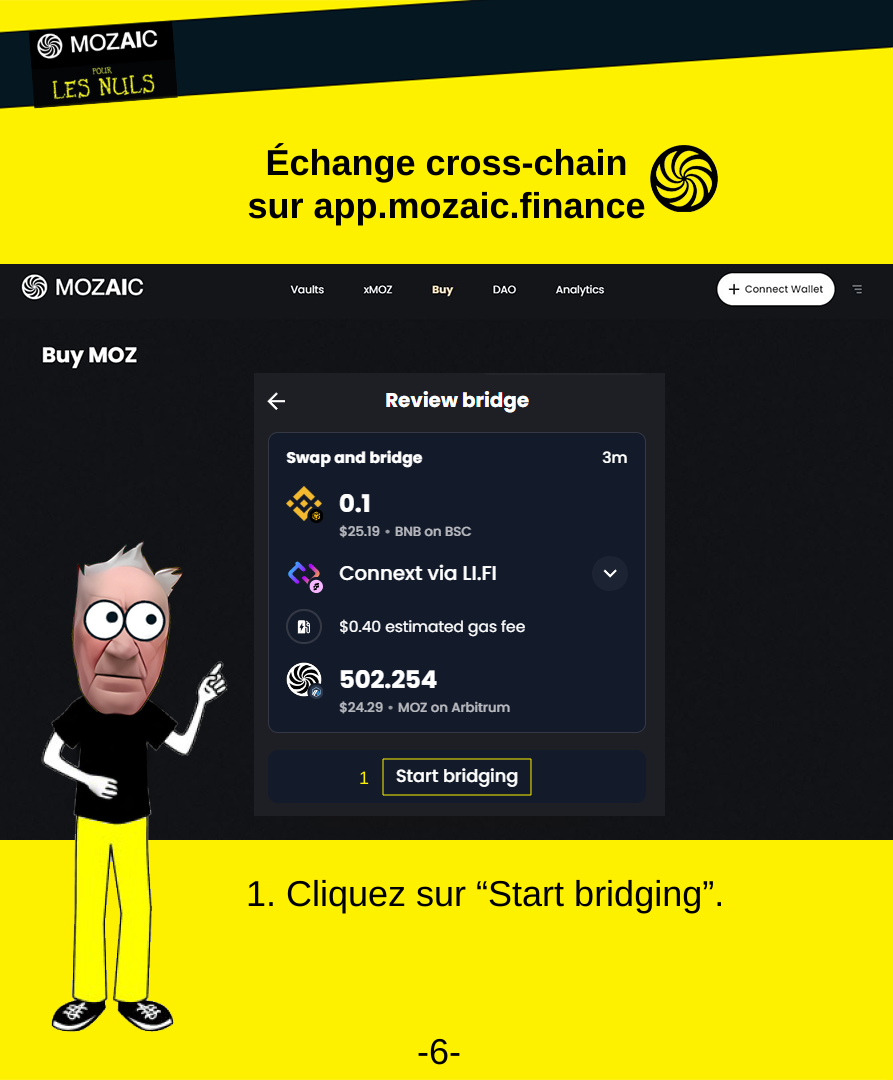 MOZAIC
POUR
LES NULS
Échange cross-chain
sur app.mozaic.finance
MOZAIC
Vaults
xMOZ
Buy
DAO
Analytics
+ Connect Wallet
Buy MOZ
Review bridge
Swap and bridge
3m
0.1
$25.19 • BNB on BSC
Connext via LI.FI
$0.40 estimated gas fee
502.254
$24.29 • MOZ on Arbitrum
1
Start bridging
1. Cliquez sur “Start bridging”.
-6-